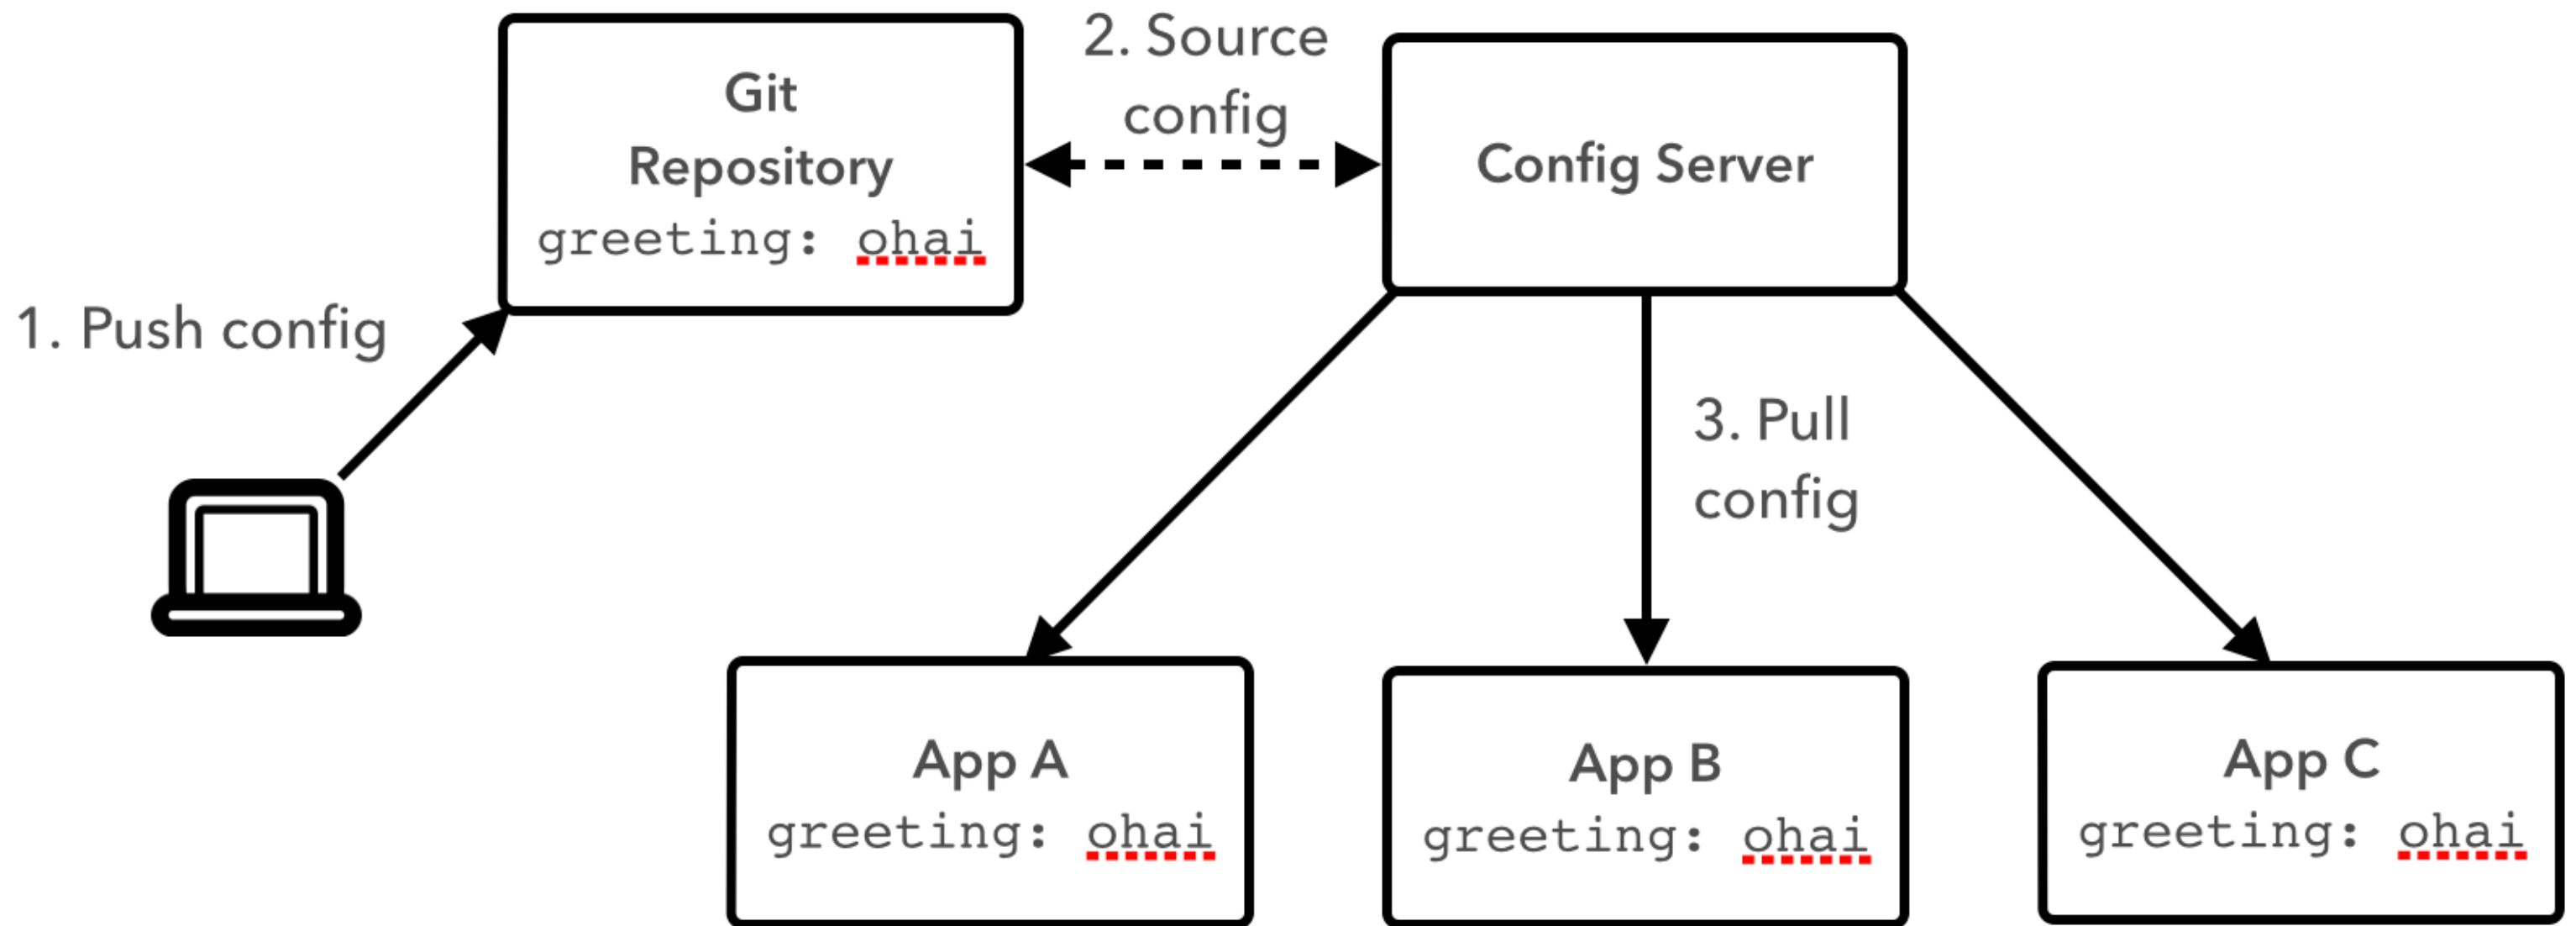 Git
Repository
greeting: ohai
2. Source
config
Config Server
1. Push config
3. Pull
config
App A
greeting: ohai
App B
greeting: ohai
App C
greeting: ohai